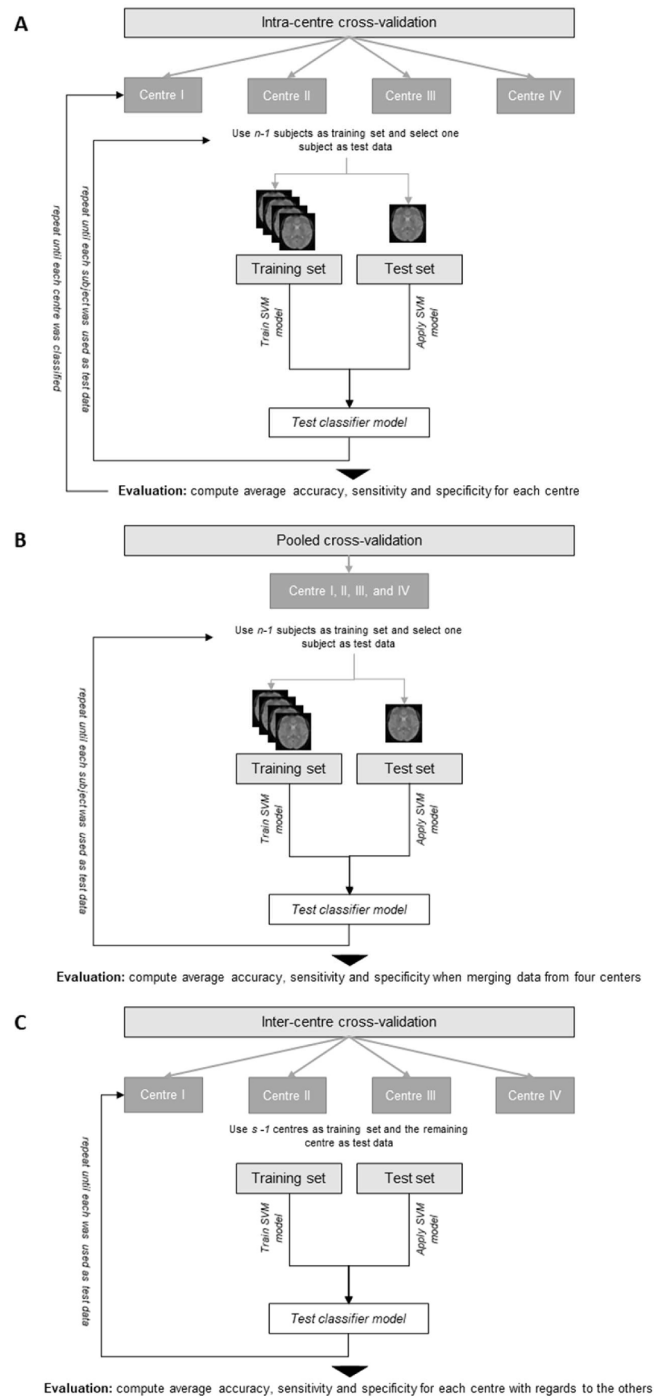 A
Intra-centre cross-validation
Centre I
Centre II
Centre III
Centre IV
Use n-1 subjects as training set and select one
subject as test data
repeat until each centre was classified
repeat until each subject was used as test data
Training set
Test set
Train SVM
model
Apply SVM
model
Test classifier model
Evaluation: compute average accuracy, sensitivity and specificity for each centre
B
Pooled cross-validation
Centre I, II, III, and IV
Use n-1 subjects as training set and select one
subject as test data
repeat until each subject was used as test data
Training set
Test set
Train SVM
model
Apply SVM
model
Test classifier model
Evaluation: compute average accuracy, sensitivity and specificity when merging data from four centers
C
Inter-centre cross-validation
Centre I
Centre II
Centre III
Centre IV
Use s -1 centres as training set and the remaining
centre as test data
repeat until each was used as test data
Training set
Test set
Train SVM
model
Apply SVM
model
Test classifier model
Evaluation: compute average accuracy, sensitivity and specificity for each centre with regards to the others